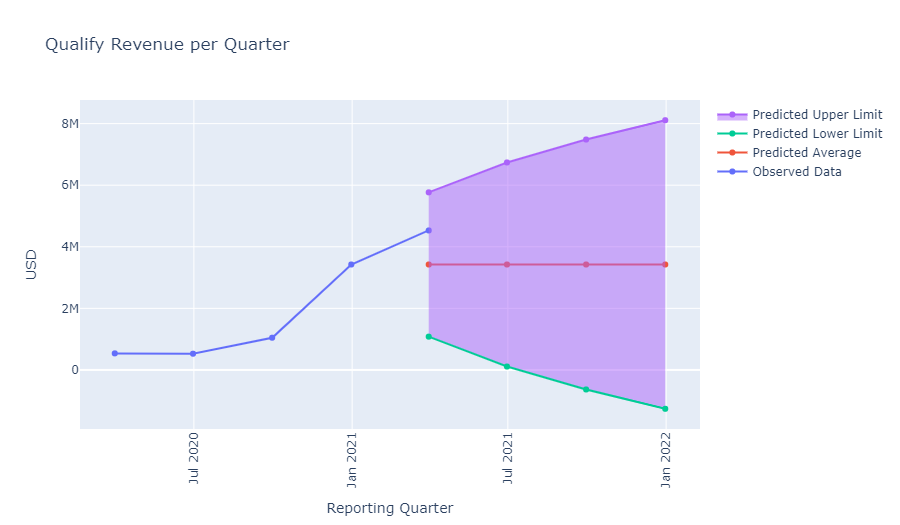 Qualify Revenue per Quarter
8M
6M
4M
2M
0
USD
Jul 2020
Jan 2021
Jul 2021
Jan 2022
Reporting Quarter
Predicted Upper Limit
Predicted Lower Limit
Predicted Average
Observed Data